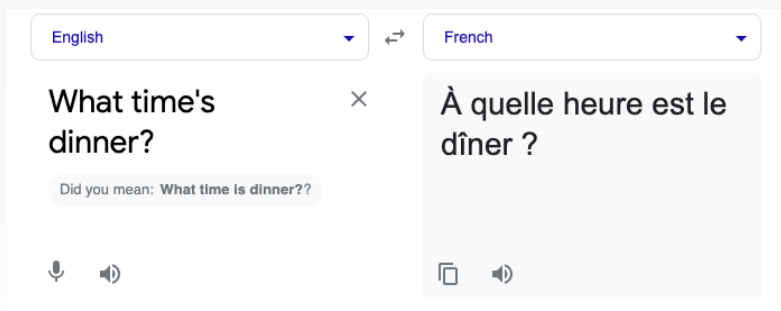 English
French
What time's
dinner?
Did you mean: What time is dinner??
À quelle heure est le
dîner ?